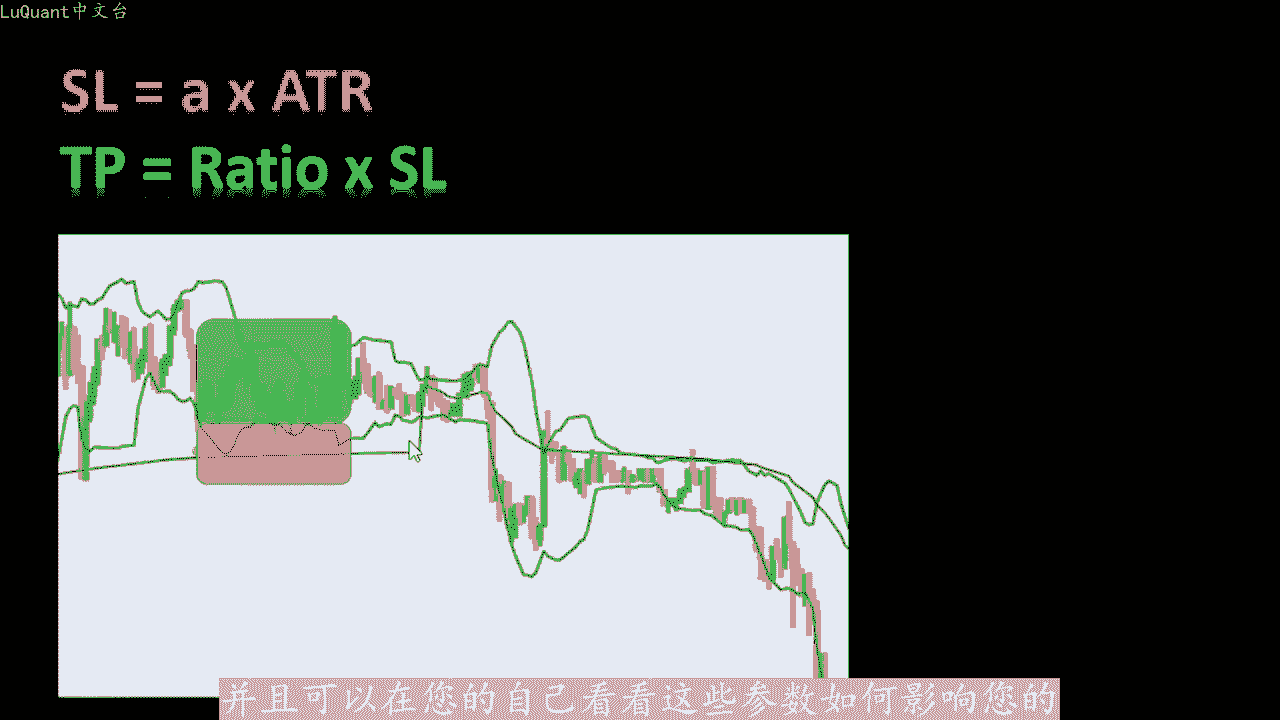 LuQuant中文台
SL = a x ATR
TP = Ratio x SL
并且可以在您的自己看看这些参数如何影响您的